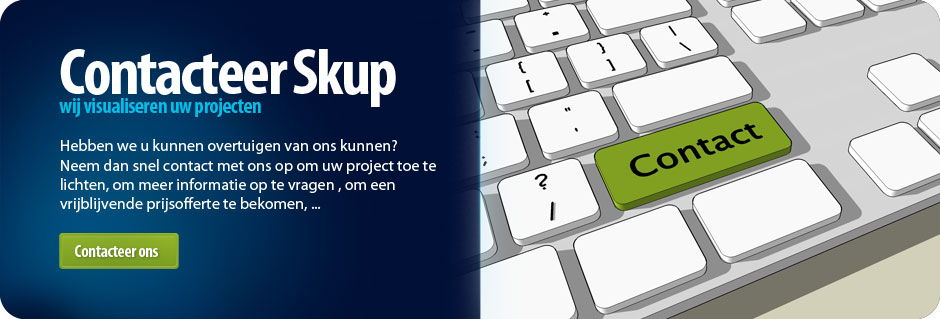 Contacteer Skup
wij visualiseren uw projecten
Hebben we u kunnen overtuigen van ons kunnen?
Neem dan snel contact met ons op om uw project toe te
lichten, om meer informatie op te vragen , om een
vrijblijvende prijsofferte te bekomen, ...
Contacteer ons
+
- =
| \
{ [
} ]
" '
: ;
Contact
? /